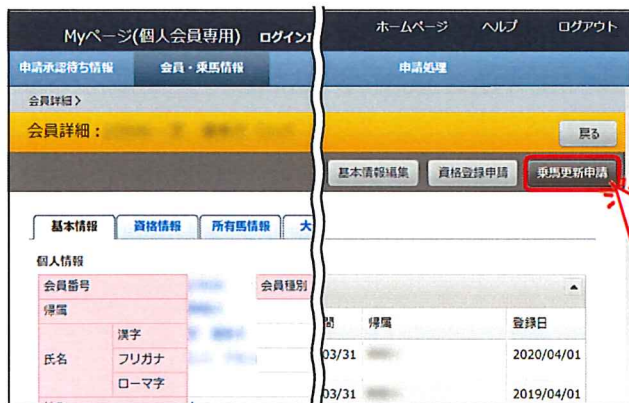 Myページ(個人会員専用) ログイン
ホームページ ヘルプ ログアウト
申請承認待ち情報 会員・乗馬情報 申請処理
会員詳細>
会員詳細：
戻る
基本情報編集 資格登録申請 乗馬更新申請
基本情報 資格情報 所有馬情報 大
個人情報
会員番号 会員種別
帰属 帰属 登録日
氏名 漢字 03/31 2020/04/01
フリガナ
ローマ字 03/31 2019/04/01